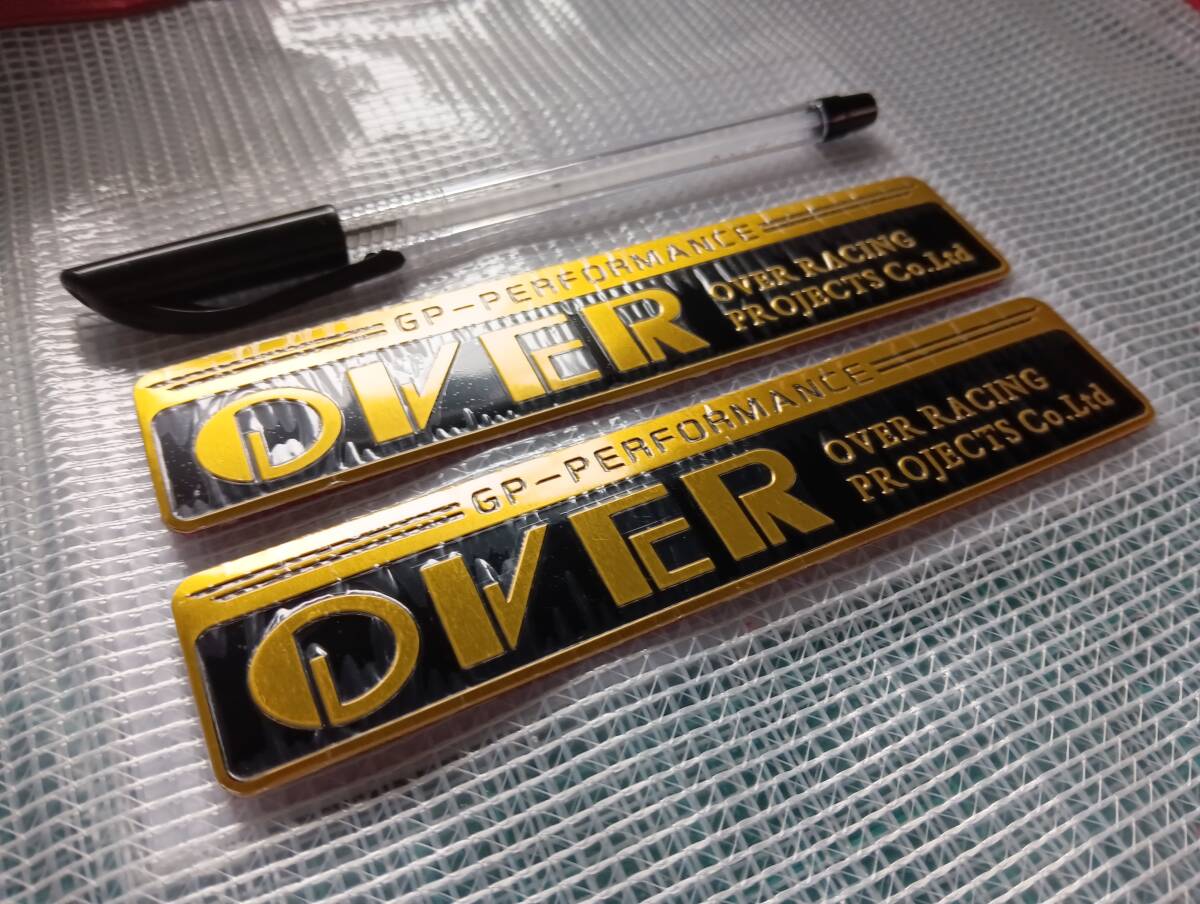 GP-PERFORMANCE
OVER
OVER RACING
PROJECTS Co.Ltd
GP-PERFORMANCE
OVER
OVER RACING
PROJECTS Co.Ltd